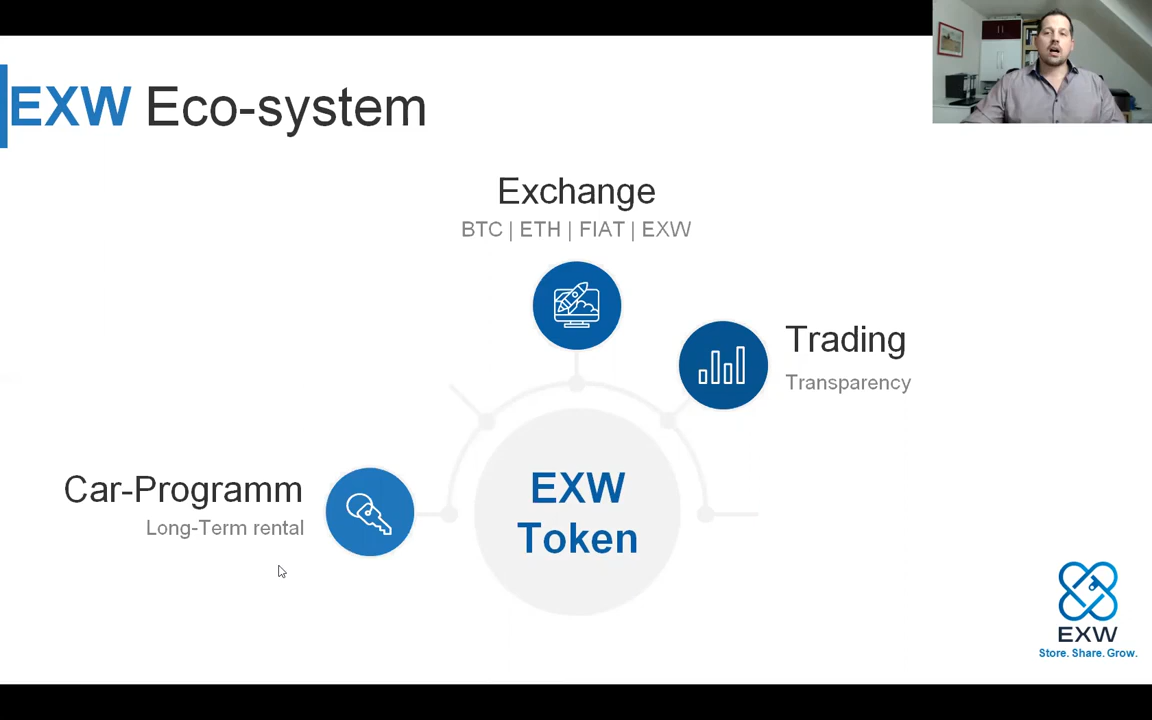 EXW Eco-system
Exchange
BTC | ETH | FIAT | EXW
Trading
Transparency
Car-Programm
Long-Term rental
EXW
Token
EXW
Store. Share. Grow.